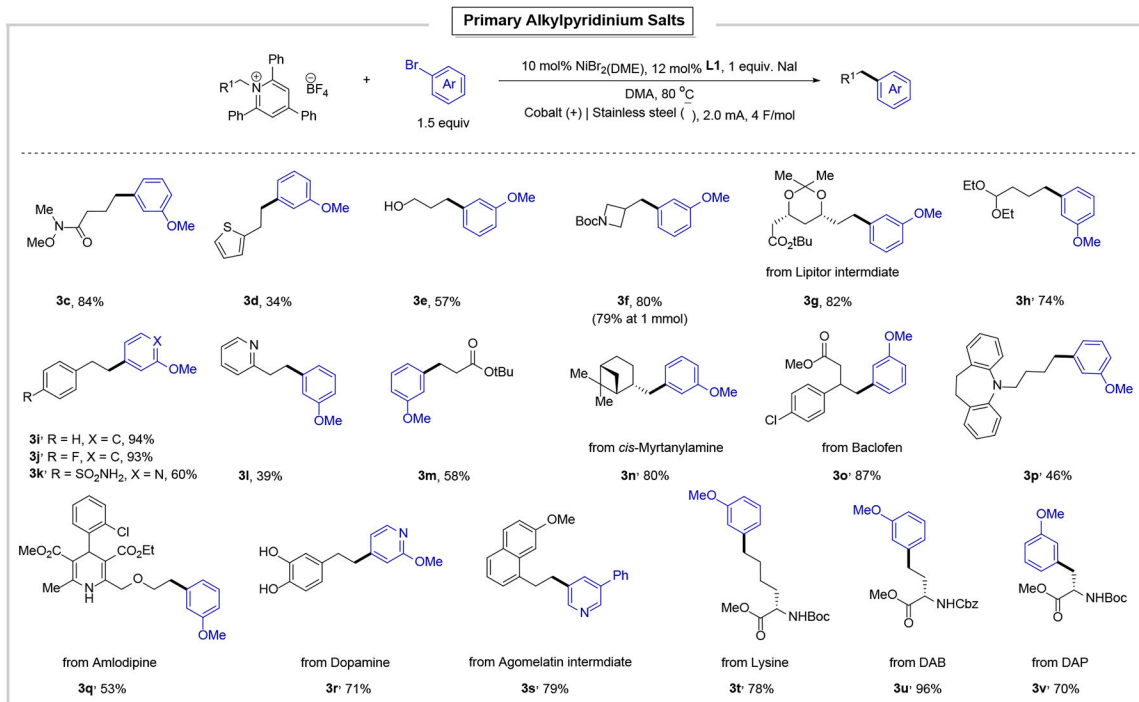 Primary Alkylpyridinium Salts
Ph
R¹
N
+
Ph
Ph
⊖
BF₄
+
Br
Ar
1.5 equiv
10 mol% NiBr₂(DME), 12 mol% L1, 1 equiv. NaI
DMA, 80 °C
Cobalt (+) | Stainless steel (−), 2.0 mA, 4 F/mol
R¹
Ar
Me
N
MeO
O
OMe
3c, 84%
S
OMe
3d, 34%
HO
OMe
3e, 57%
BocN
OMe
3f, 80%
(79% at 1 mmol)
Me Me
O O
CO₂tBu
OMe
from Lipitor intermdiate
3g, 82%
EtO
OEt
OMe
3h, 74%
R
X
OMe
3i, R = H, X = C, 94%
3j, R = F, X = C, 93%
3k, R = SO₂NH₂, X = N, 60%
N
OMe
3l, 39%
O
OtBu
OMe
3m, 58%
Me
Me
OMe
from cis-Myrtanylamine
3n, 80%
MeO
O
OMe
Cl
from Baclofen
3o, 87%
N
OMe
3p, 46%
Cl
MeO₂C
CO₂Et
Me
N
H
O
OMe
from Amlodipine
3q, 53%
HO
OH
N
OMe
from Dopamine
3r, 71%
OMe
Ph
N
from Agomelatin intermdiate
3s, 79%
MeO
MeO
O
NHBoc
from Lysine
3t, 78%
MeO
MeO
O
NHCbz
from DAB
3u, 96%
OMe
MeO
O
NHBoc
from DAP
3v, 70%